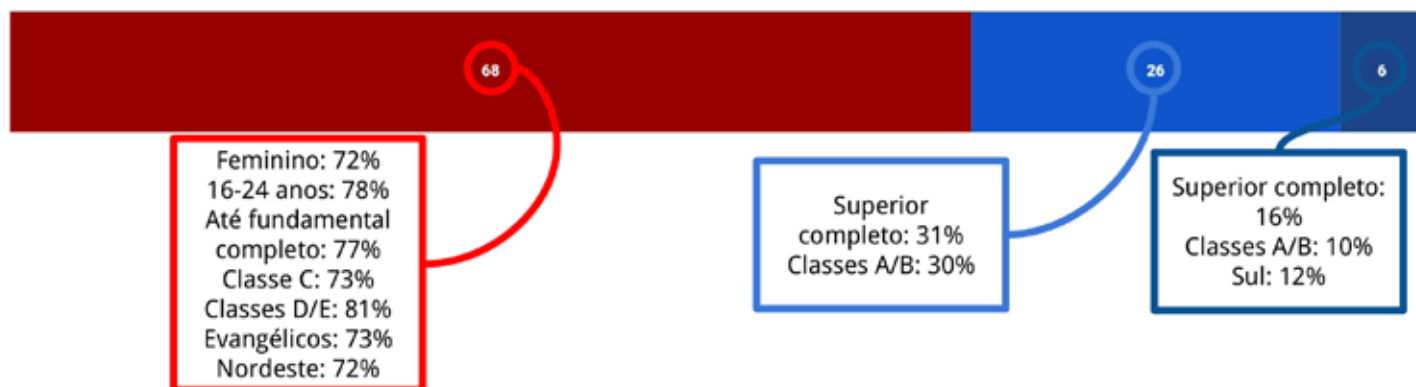 68
26
6
Feminino: 72%
16-24 anos: 78%
Até fundamental
completo: 77%
Classe C: 73%
Classes D/E: 81%
Evangélicos: 73%
Nordeste: 72%
Superior
completo: 31%
Classes A/B: 30%
Superior completo:
16%
Classes A/B: 10%
Sul: 12%